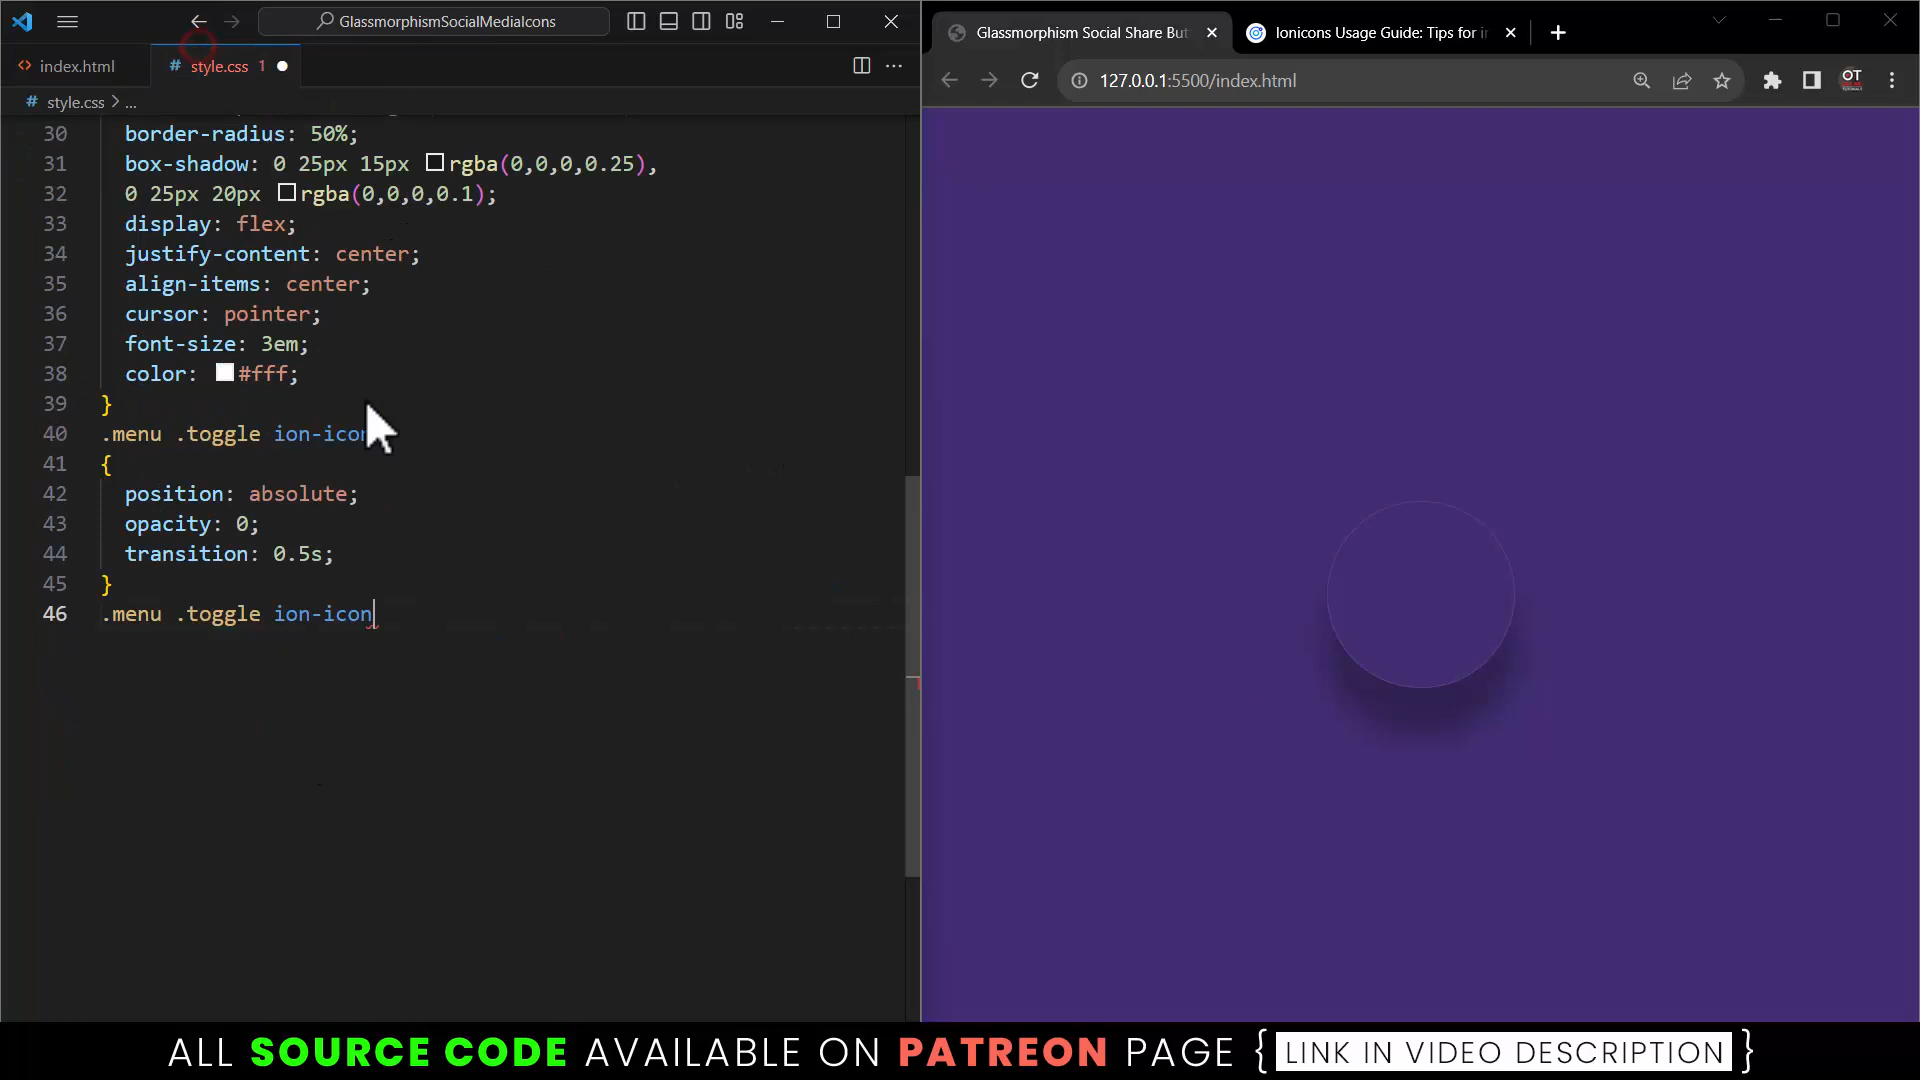 GlassmorphismSocialMediaIcons
index.html
# style.css 1
# style.css > ...
30 border-radius: 50%;
31 box-shadow: 0 25px 15px rgba(0,0,0,0.25),
32 0 25px 20px rgba(0,0,0,0.1);
33 display: flex;
34 justify-content: center;
35 align-items: center;
36 cursor: pointer;
37 font-size: 3em;
38 color: #fff;
39 }
40 .menu .toggle ion-icon
41 {
42 position: absolute;
43 opacity: 0;
44 transition: 0.5s;
45 }
46 .menu .toggle ion-icon
Glassmorphism Social Share But
Ionicons Usage Guide: Tips for i
127.0.0.1:5500/index.html
OT
ALL SOURCE CODE AVAILABLE ON PATREON PAGE { LINK IN VIDEO DESCRIPTION }